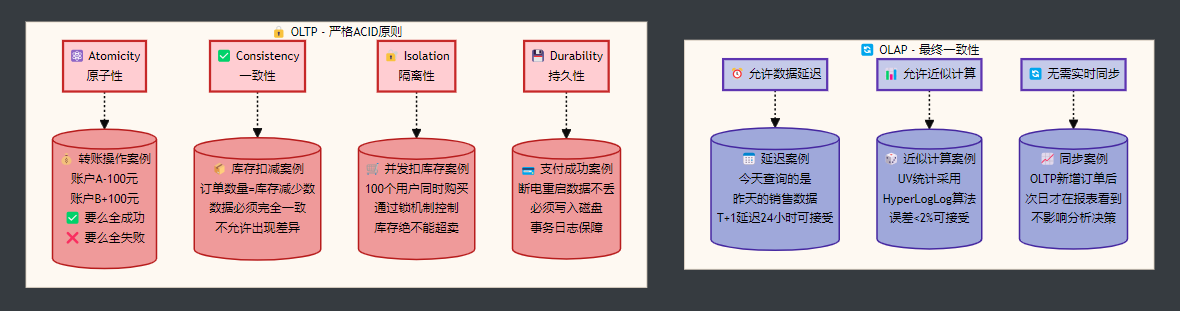 🔒 OLTP - 严格ACID原则
⚛️ Atomicity
原子性
✅ Consistency
一致性
🔒 Isolation
隔离性
💾 Durability
持久性
💰 转账操作案例
账户A-100元
账户B+100元
✅ 要么全成功
❌ 要么全失败
📦 库存扣减案例
订单数量=库存减少数
数据必须完全一致
不允许出现差异
🛒 并发扣库存案例
100个用户同时购买
通过锁机制控制
库存绝不能超卖
💳 支付成功案例
断电重启数据不丢
必须写入磁盘
事务日志保障
🔄 OLAP - 最终一致性
⏰ 允许数据延迟
📊 允许近似计算
🔄 无需实时同步
📅 延迟案例
今天查询的是
昨天的销售数据
T+1延迟24小时可接受
🎲 近似计算案例
UV统计采用
HyperLogLog算法
误差<2%可接受
📈 同步案例
OLTP新增订单后
次日才在报表看到
不影响分析决策